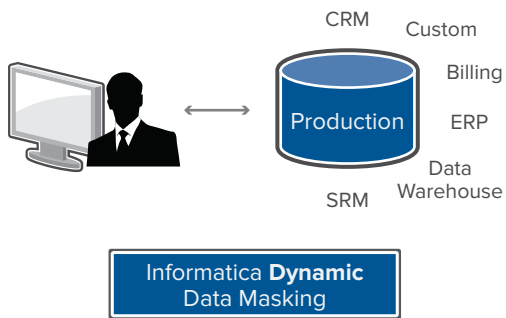 CRM
Custom
Billing
Production
ERP
Data
Warehouse
SRM
Informatica Dynamic
Data Masking